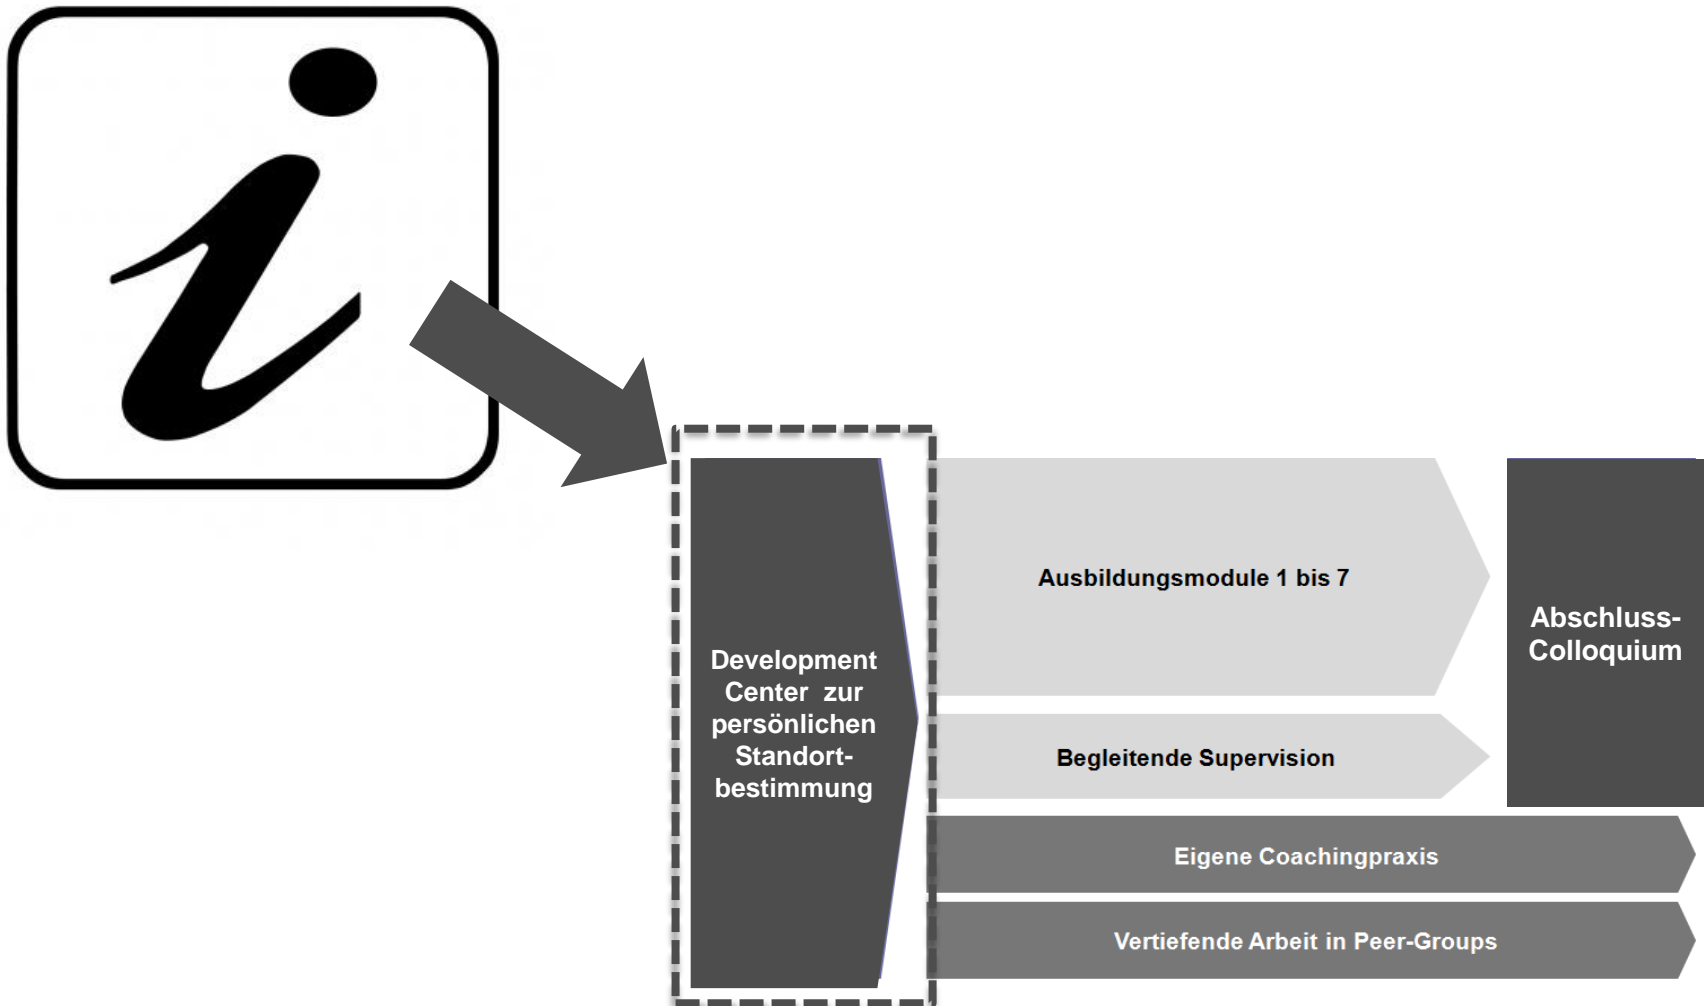 i
Development
Center zur
persönlichen
Standort-
bestimmung
Ausbildungsmodule 1 bis 7
Begleitende Supervision
Abschluss-
Colloquium
Eigene Coachingpraxis
Vertiefende Arbeit in Peer-Groups